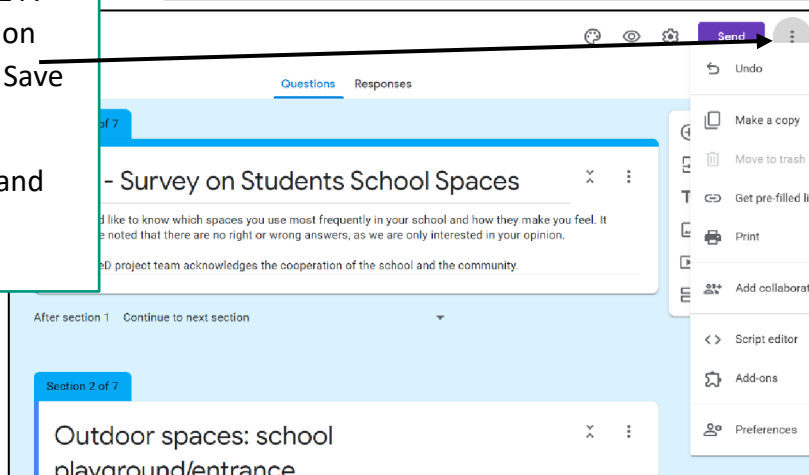 on
Save
and
Send
Questions Responses
Undo
Make a copy
Move to trash
Get pre-filled li
Print
Add collaborat
Script editor
Add-ons
Preferences
of 7
- Survey on Students School Spaces
like to know which spaces you use most frequently in your school and how they make you feel. It
noted that there are no right or wrong answers, as we are only interested in your opinion.
eD project team acknowledges the cooperation of the school and the community.
After section 1 Continue to next section
Section 2 of 7
Outdoor spaces: school
playground/entrance